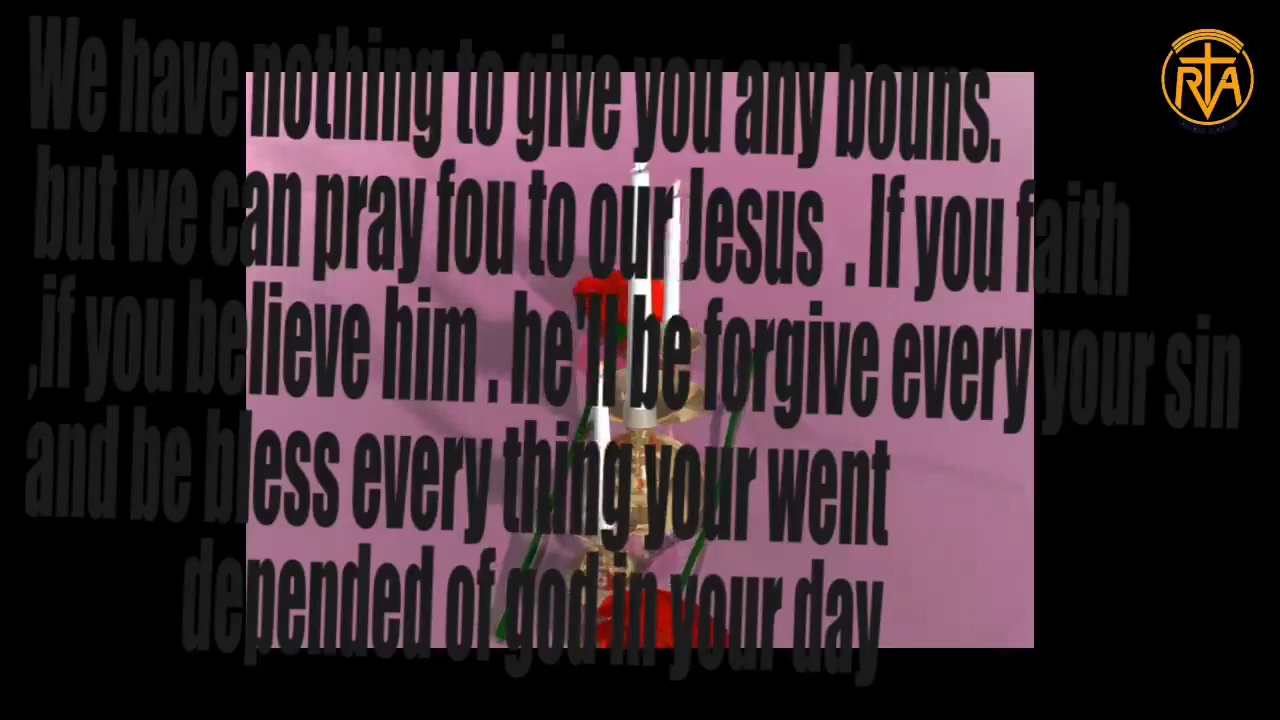 We have nothing to give you any bouns.
but we can pray fou to our Jesus . If you faith
,if you believe him . he'll be forgive every your sin
and be bless every thing your went
depended of god in your day
RTA